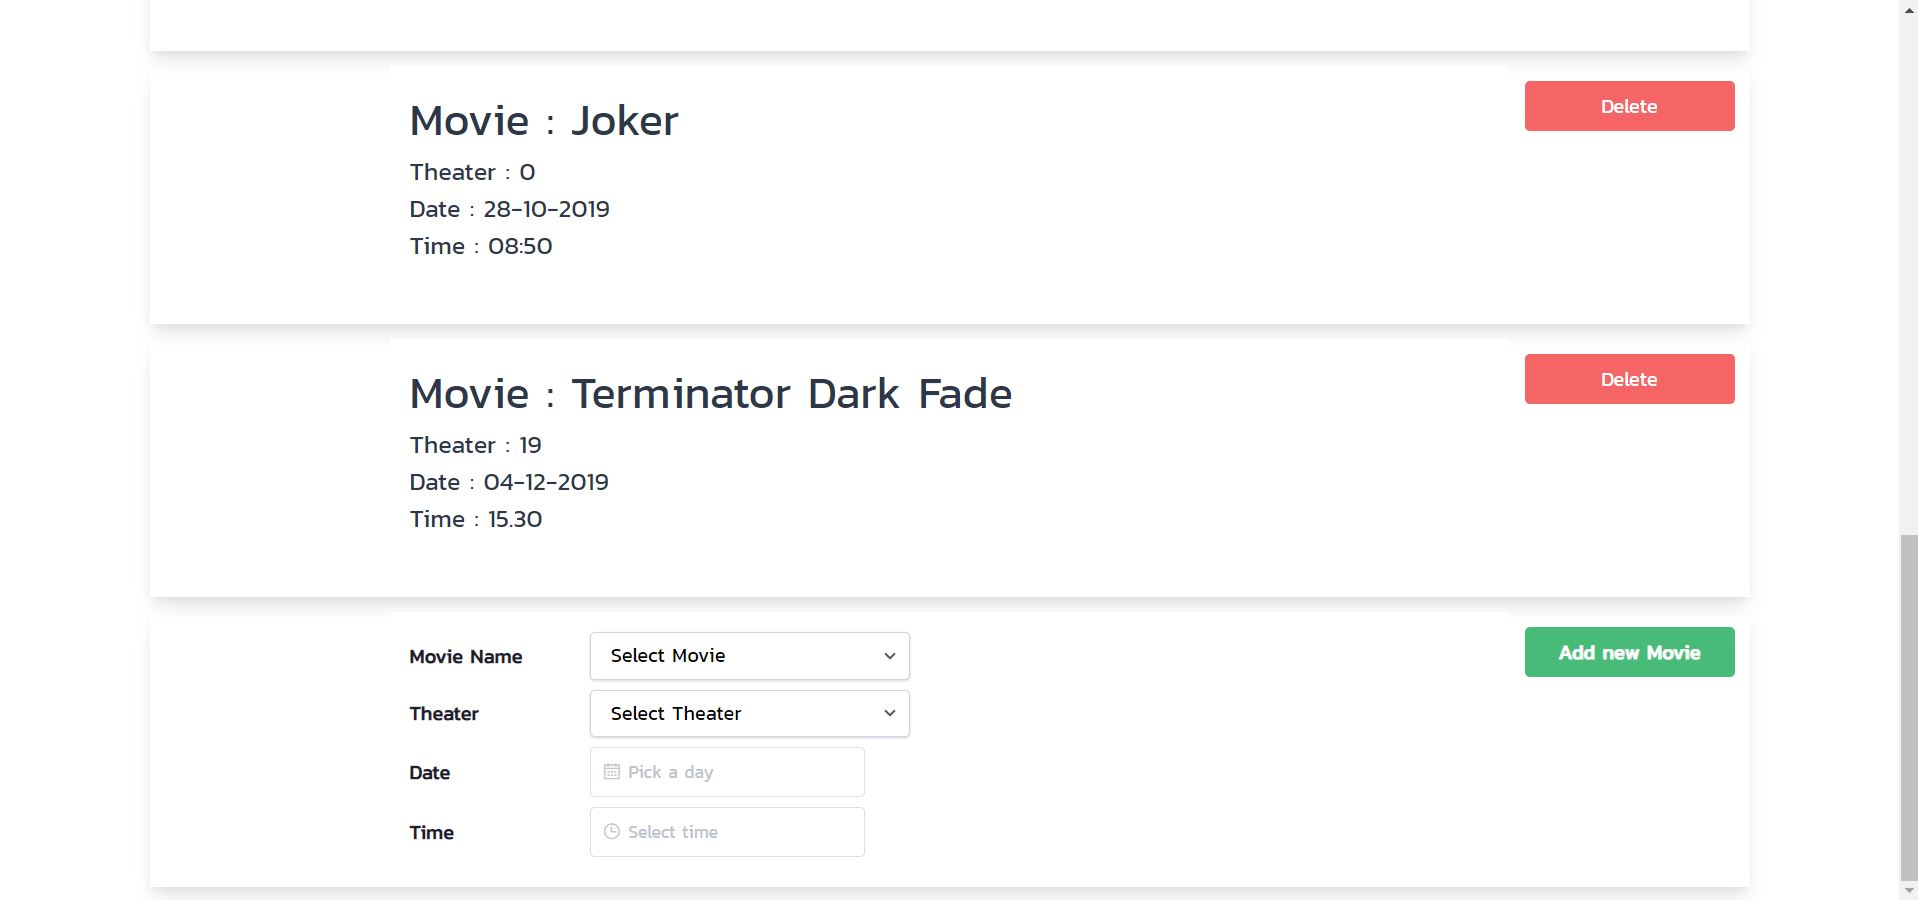 Movie : Joker
Delete
Theater : 0
Date : 28-10-2019
Time : 08:50
Movie : Terminator Dark Fade
Delete
Theater : 19
Date : 04-12-2019
Time : 15.30
Movie Name Select Movie
Add new Movie
Theater Select Theater
Date Pick a day
Time Select time